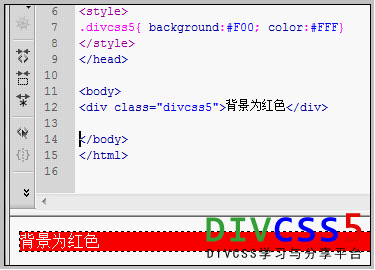 6 <style>
7 .divcss5{ background:#F00; color:#FFF}
8 </style>
9 </head>
10
11 <body>
12 <div class="divcss5">背景为红色</div>
13
14 </body>
15 </html>
16
背景为红色
DIVCSS5
DIVCSS学习与分享平台